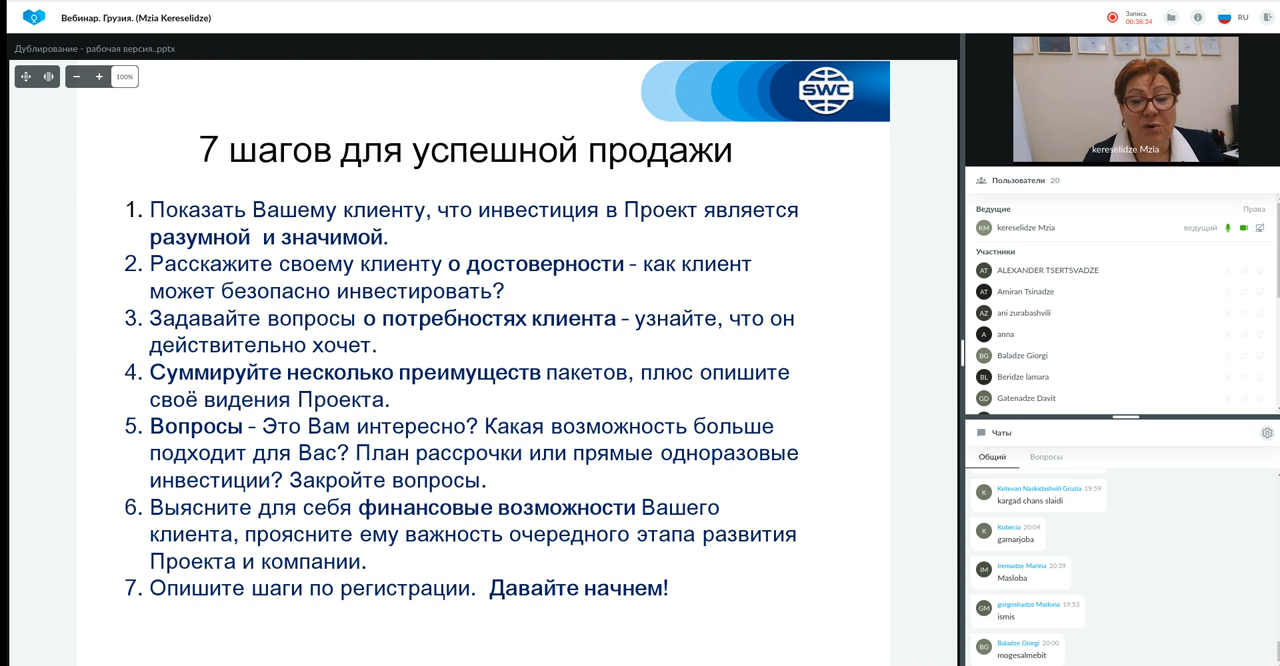 Вебинар. Грузия. (Mzia Kereselidze)
Запись
00:38:34
RU
Дублирование - рабочая версия..pptx
100%
SWC
7 шагов для успешной продажи
1. Показать Вашему клиенту, что инвестиция в Проект является
разумной и значимой.
2. Расскажите своему клиенту о достоверности - как клиент
может безопасно инвестировать?
3. Задавайте вопросы о потребностях клиента - узнайте, что он
действительно хочет.
4. Суммируйте несколько преимуществ пакетов, плюс опишите
своё видения Проекта.
5. Вопросы - Это Вам интересно? Какая возможность больше
подходит для Вас? План рассрочки или прямые одноразовые
инвестиции? Закройте вопросы.
6. Выясните для себя финансовые возможности Вашего
клиента, проясните ему важность очередного этапа развития
Проекта и компании.
7. Опишите шаги по регистрации. Давайте начнем!
kereselidze Mzia
Пользователи 20
Ведущие Права
KM kereselidze Mzia ведущий
Участники
AT ALEXANDER TSERTSVADZE
AT Amiran Tsinadze
AZ ani zurabashvili
A anna
BG Baladze Giorgi
BL Beridze lamara
GD Gatenadze Davit
Чаты
Общий Вопросы
K Ketevan Naskidashvili Gruzia 19:59
kargad chans slaidi
K Kubecia 20:04
gamarjoba
IM Iremadze Marina 20:39
Masloba
GM gorgoshadze Madona 19:53
ismis
BG Baladze Giorgi 20:00
mogesalmebit